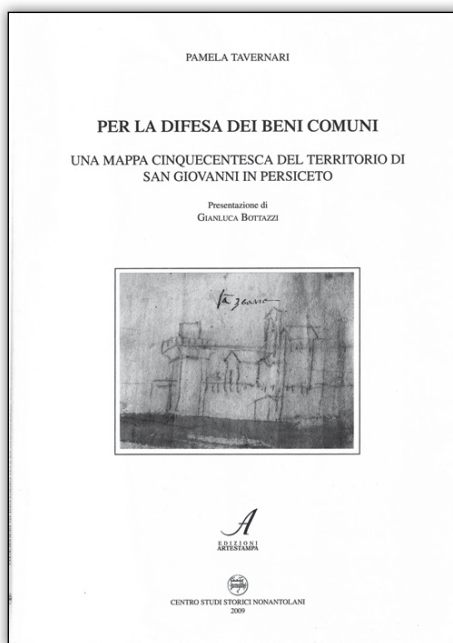 PAMELA TAVERNARI
PER LA DIFESA DEI BENI COMUNI
UNA MAPPA CINQUECENTESCA DEL TERRITORIO DI
SAN GIOVANNI IN PERSICETO
Presentazione di
GIANLUCA BOTTAZZI
A
EDIZIONI
ARTESTAMPA
CENTRO STUDI STORICI NONANTOLANI
2009